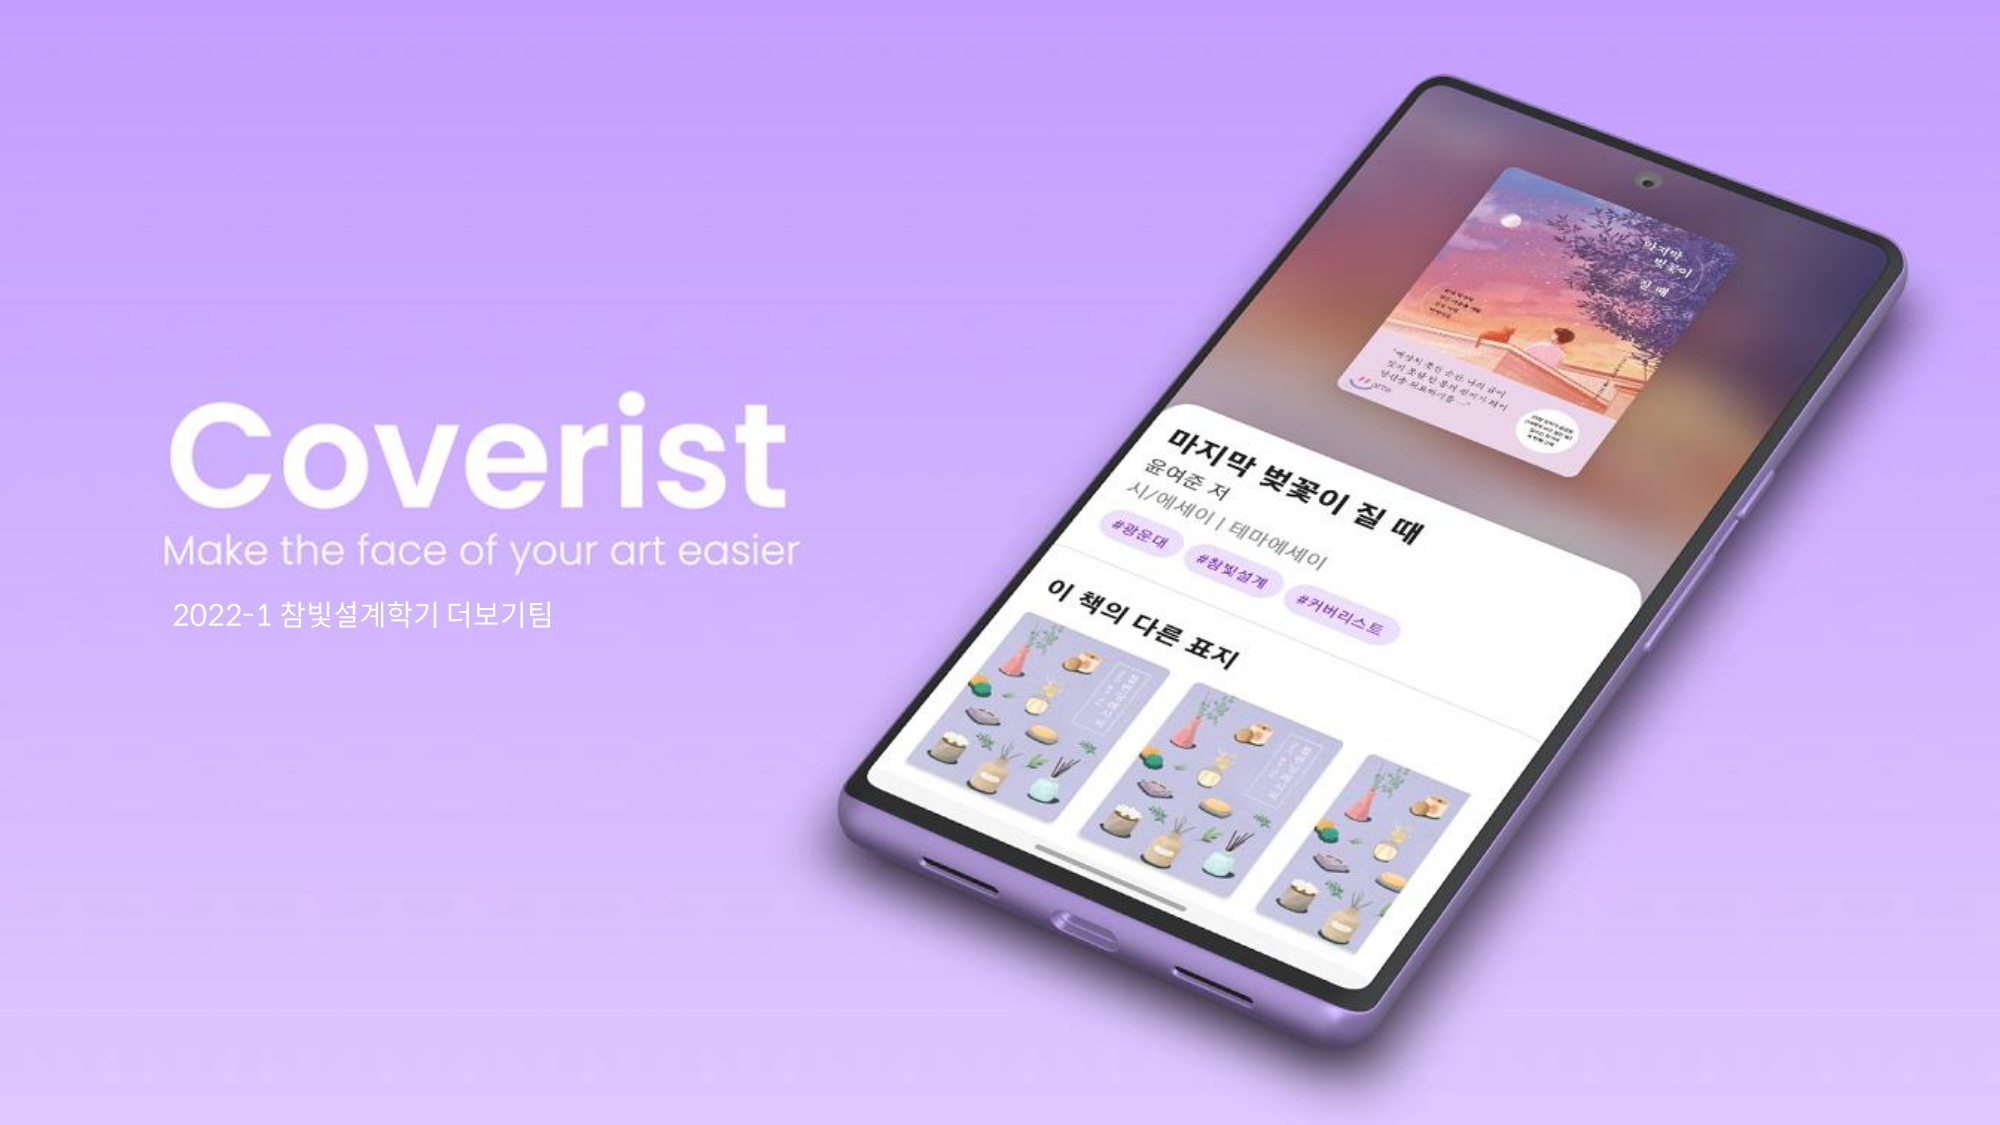 Coverist
Make the face of your art easier
2022-1 참빛설계학기 더보기팀
마지막
벚꽃이
질 때
마지막 벚꽃이 질 때
윤여준 저
시/에세이 | 테마에세이
#광운대
#참빛설계
#커버리스트
이 책의 다른 표지